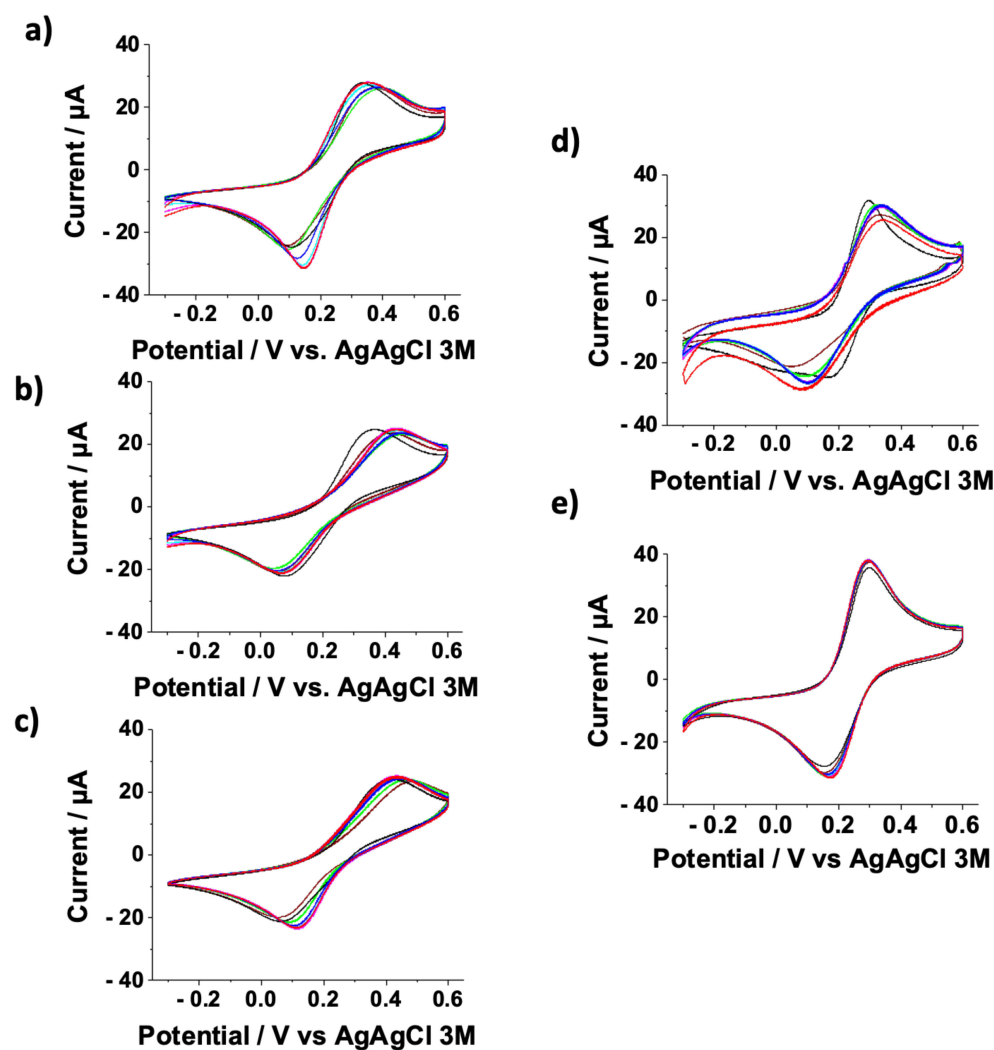 a)
Current / µA
40
20
0
- 20
- 40
- 0.2 0.0 0.2 0.4 0.6
Potential / V vs. AgAgCl 3M
b)
Current / µA
40
20
0
- 20
- 40
- 0.2 0.0 0.2 0.4 0.6
Potential / V vs. AgAgCl 3M
c)
Current / µA
40
20
0
- 20
- 40
- 0.2 0.0 0.2 0.4 0.6
Potential / V vs AgAgCl 3M
d)
Current / µA
40
20
0
- 20
- 40
- 0.2 0.0 0.2 0.4 0.6
Potential / V vs. AgAgCl 3M
e)
Current / µA
40
20
0
- 20
- 40
- 0.2 0.0 0.2 0.4 0.6
Potential / V vs AgAgCl 3M